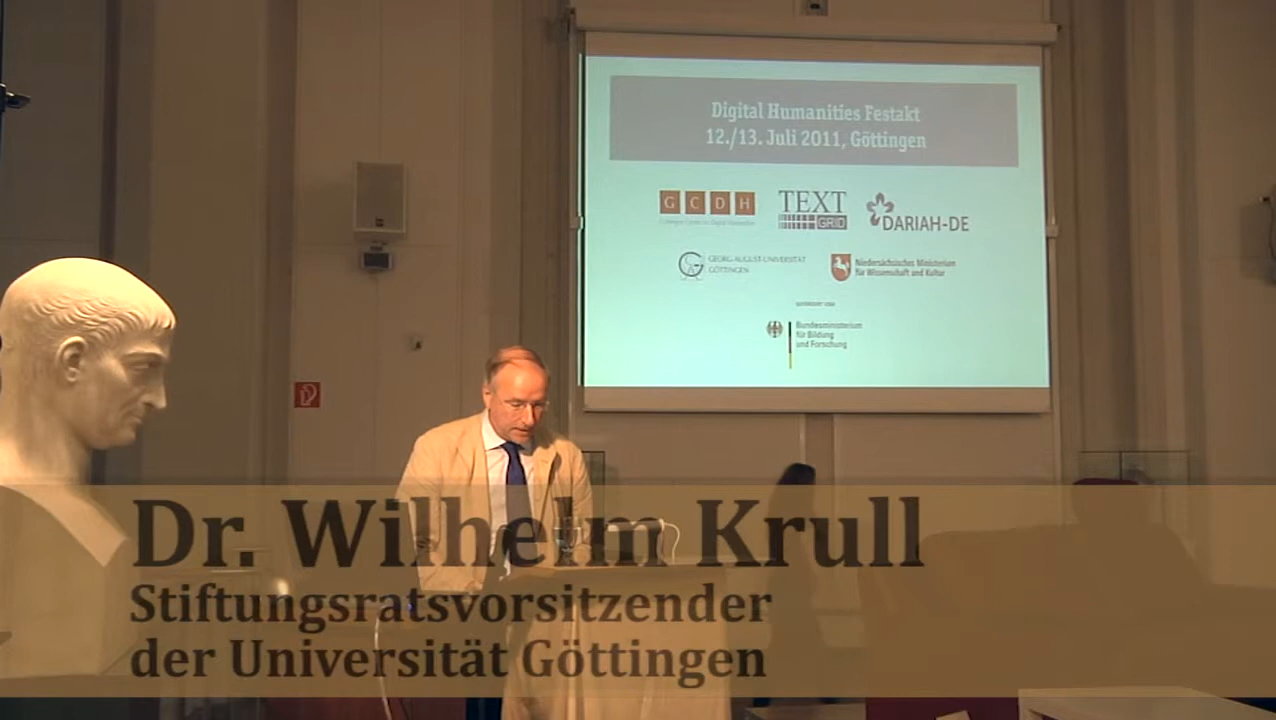 Digital Humanities Festakt
12./13. Juli 2011, Göttingen
GCDH
TEXT
GRID
DARIAH-DE
GEORG-AUGUST-UNIVERSITÄT
GÖTTINGEN
Niedersächsisches Ministerium
für Wissenschaft und Kultur
Bundesministerium
für Bildung
und Forschung
Dr. Wilhelm Krull
Stiftungsratsvorsitzender
der Universität Göttingen